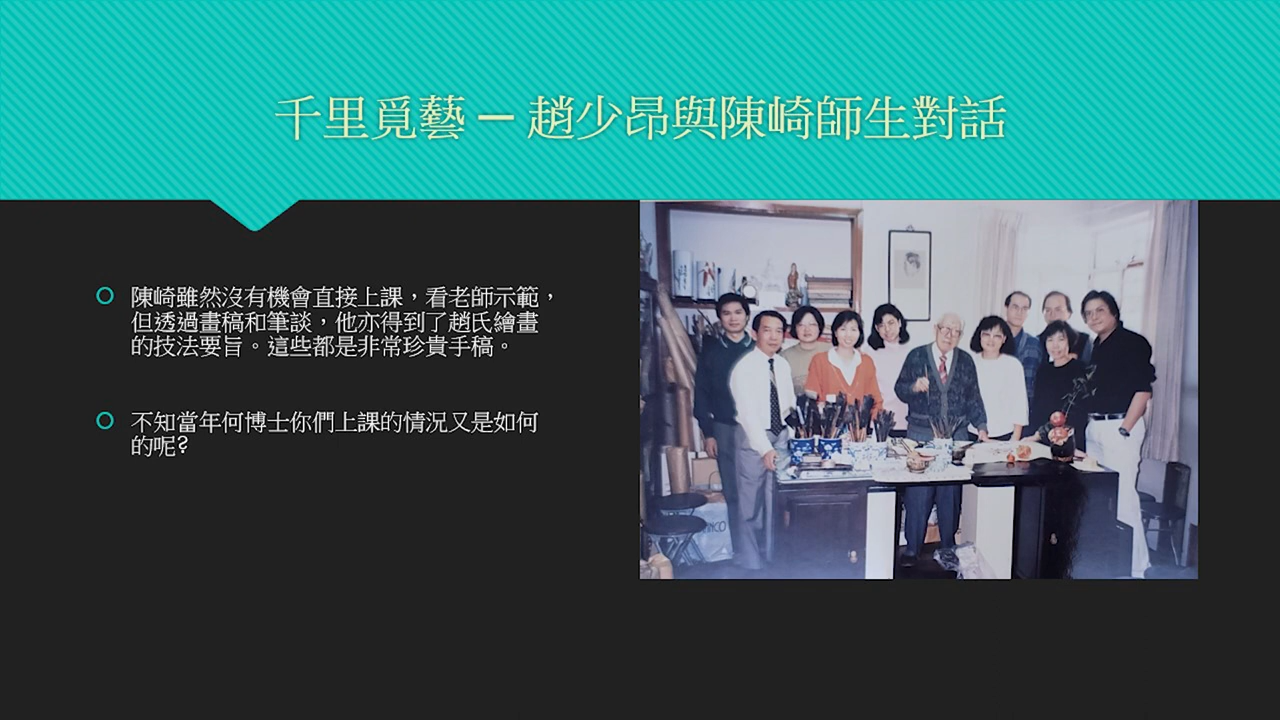 千里覓藝 － 趙少昂與陳崎師生對話
陳崎雖然沒有機會直接上課，看老師示範，
但透過畫稿和筆談，他亦得到了趙氏繪畫
的技法要旨。這些都是非常珍貴手稿。
不知當年何博士你們上課的情況又是如何
的呢?